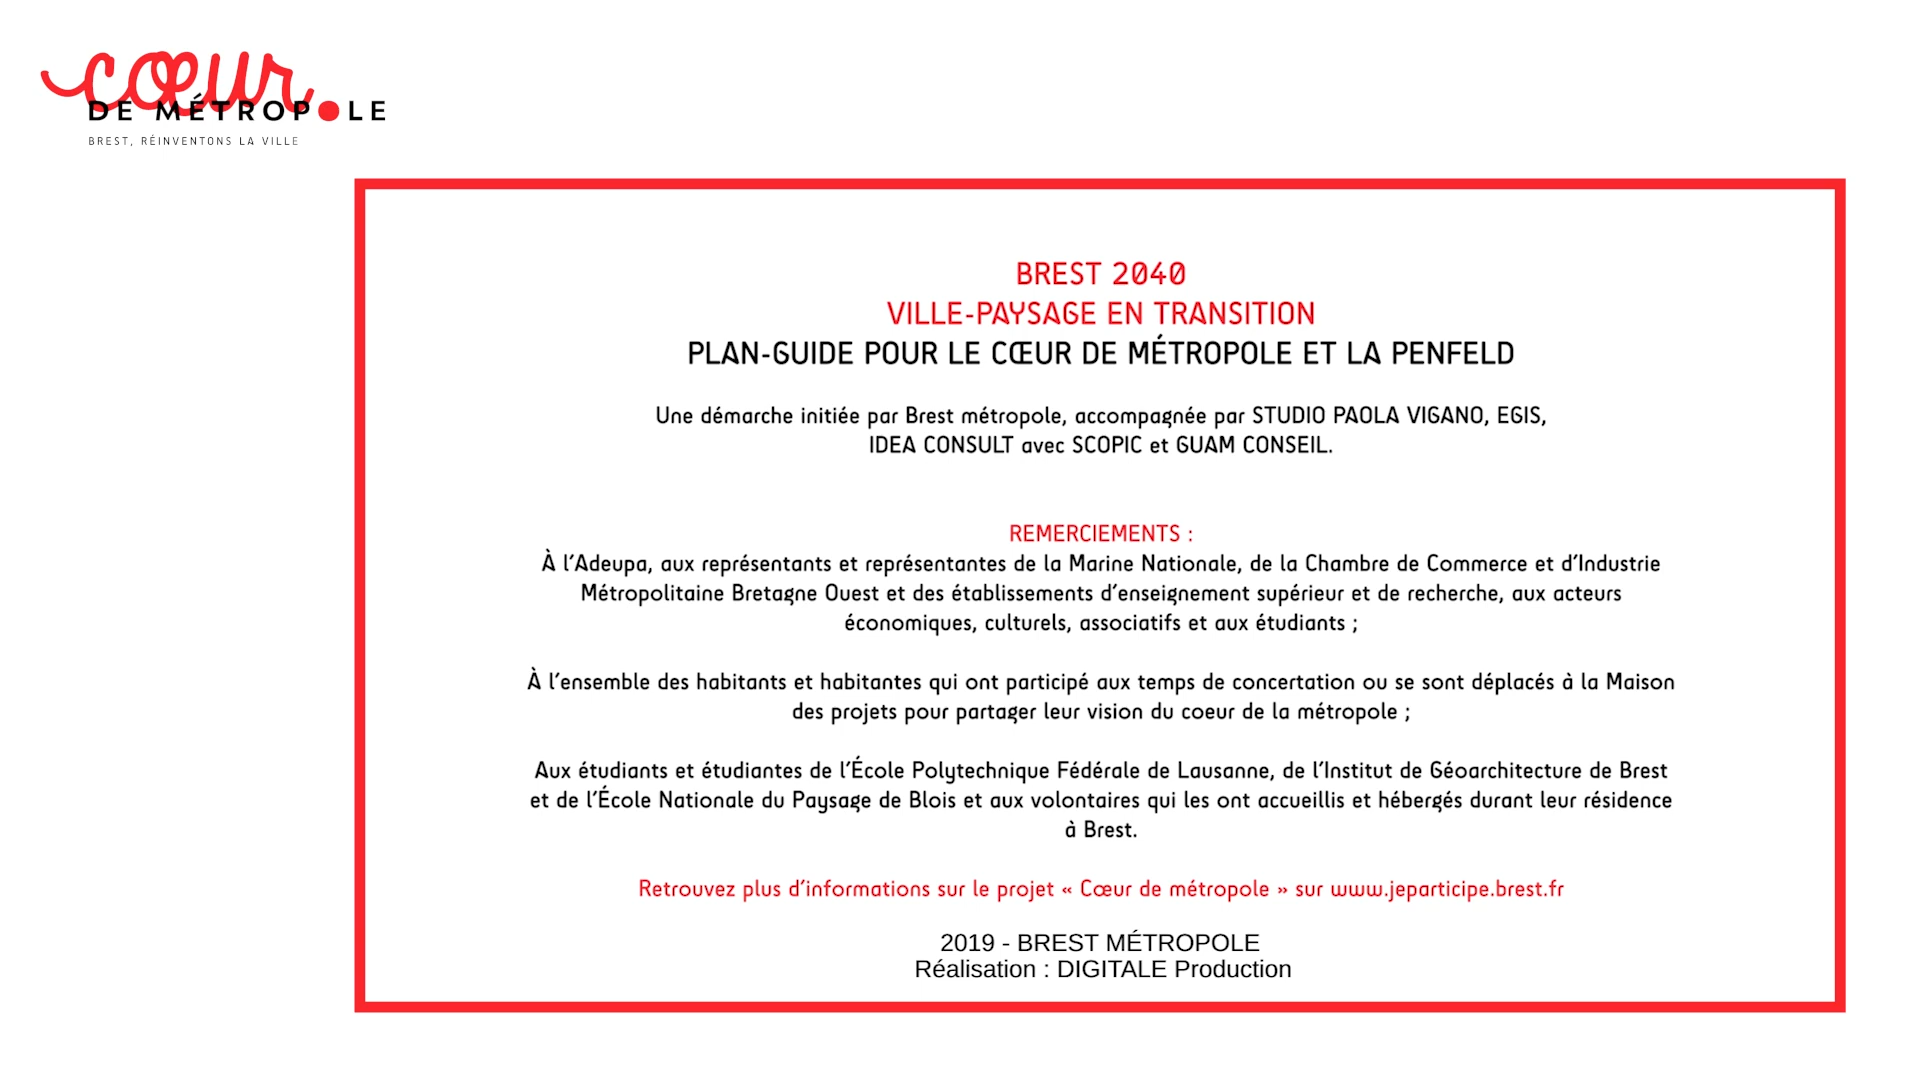 cœur
DE MÉTROPOLE
BREST, RÉINVENTONS LA VILLE
BREST 2040
VILLE-PAYSAGE EN TRANSITION
PLAN-GUIDE POUR LE CŒUR DE MÉTROPOLE ET LA PENFELD
Une démarche initiée par Brest métropole, accompagnée par STUDIO PAOLA VIGANO, EGIS,
IDEA CONSULT avec SCOPIC et GUAM CONSEIL.
REMERCIEMENTS :
À l'Adeupa, aux représentants et représentantes de la Marine Nationale, de la Chambre de Commerce et d'Industrie
Métropolitaine Bretagne Ouest et des établissements d'enseignement supérieur et de recherche, aux acteurs
économiques, culturels, associatifs et aux étudiants ;
À l'ensemble des habitants et habitantes qui ont participé aux temps de concertation ou se sont déplacés à la Maison
des projets pour partager leur vision du coeur de la métropole ;
Aux étudiants et étudiantes de l'École Polytechnique Fédérale de Lausanne, de l'Institut de Géoarchitecture de Brest
et de l'École Nationale du Paysage de Blois et aux volontaires qui les ont accueillis et hébergés durant leur résidence
à Brest.
Retrouvez plus d'informations sur le projet « Cœur de métropole » sur www.jeparticipe.brest.fr
2019 - BREST MÉTROPOLE
Réalisation : DIGITALE Production